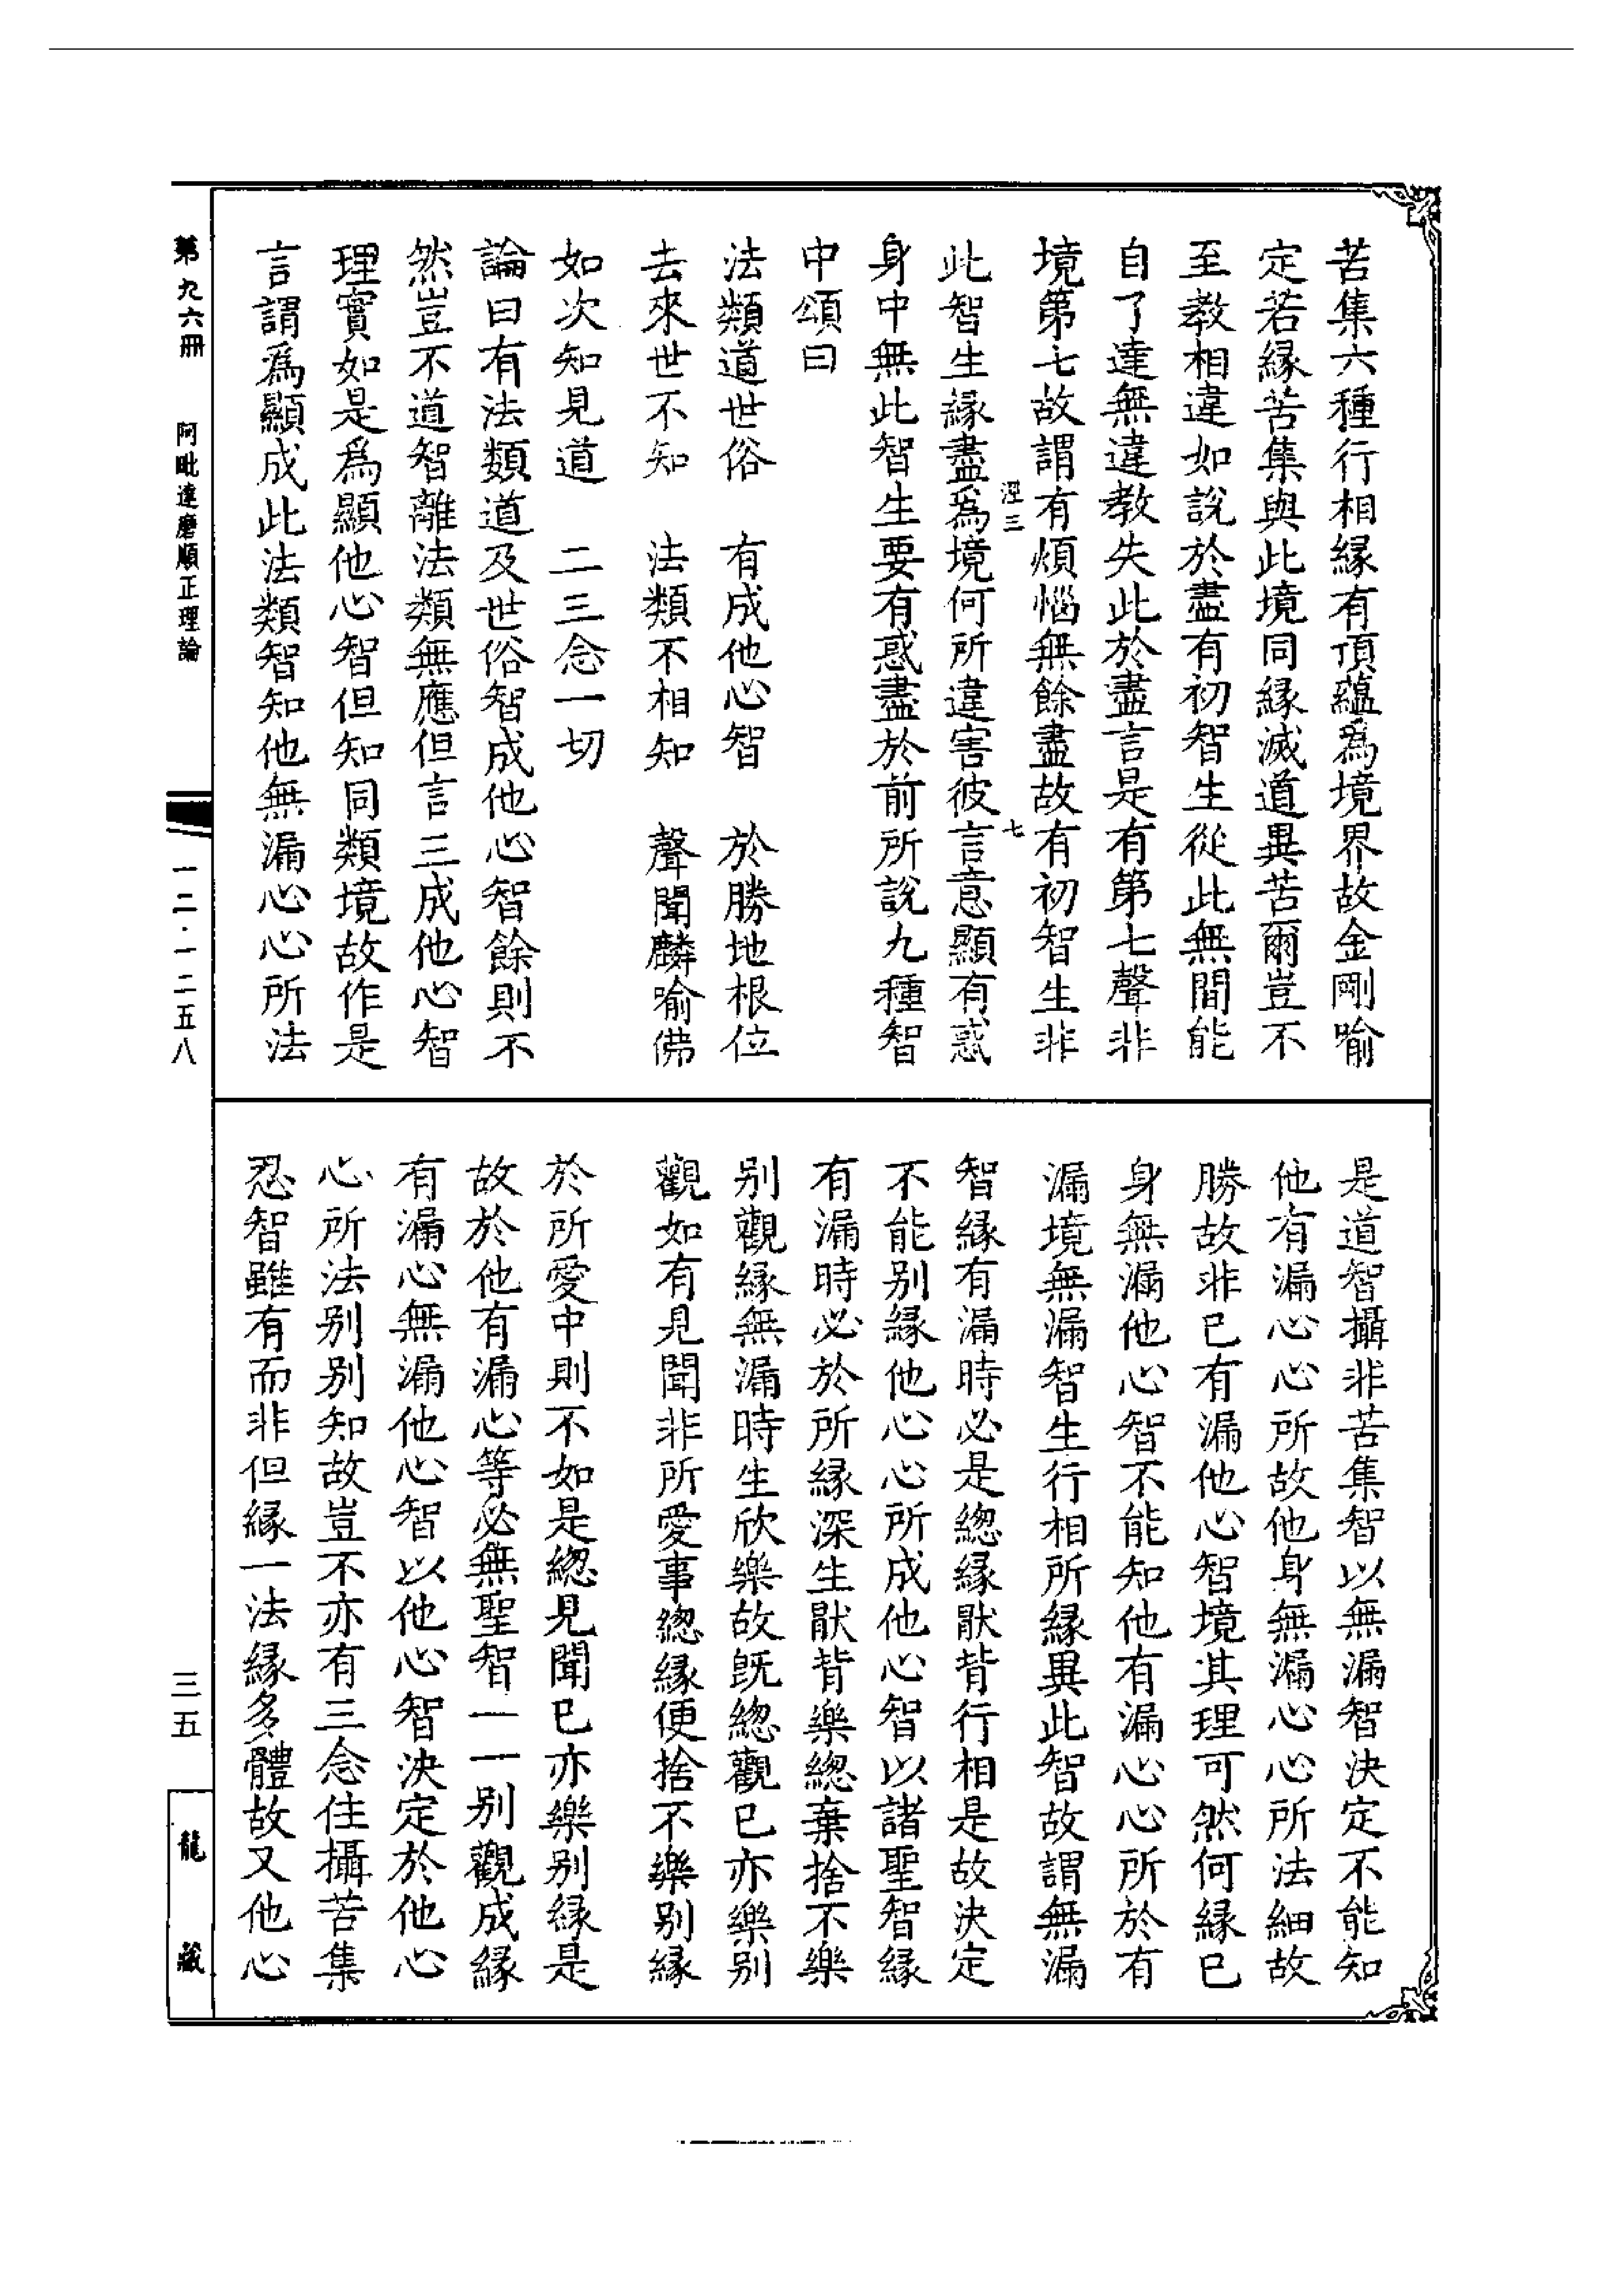 苦集六種行相緣有頂蘊爲境界故金剛喻
定若緣苦集與此境同緣滅道異苦爾豈不
至教相違如說於盡有初智生從此無間能
自了達無違教失此於盡言是有第七聲非
境第七故謂有煩惱無餘盡故有初智生非
涇三
七
此智生緣盡爲境何所違害彼言意顯有惑
身中無此智生要有惑盡於前所說九種智
中頌曰
法類道世俗 有成他心智 於勝地根位
去來世不知 法類不相知 聲聞麟喻佛
如次知見道 二三念一切
論曰有法類道及世俗智成他心智餘則不
然豈不道智離法類無應但言三成他心智
理實如是爲顯他心智但知同類境故作是
言謂爲顯成此法類智知他無漏心心所法
是道智攝非苦集智以無漏智決定不能知
他有漏心心所故他身無漏心心所法細故
勝故非已有漏他心智境其理可然何緣已
身無漏他心智不能知他有漏心心所於有
漏境無漏智生行相所緣異此智故謂無漏
智緣有漏時必是總緣猒背行相是故決定
不能别緣他心心所成他心智以諸聖智緣
有漏時必於所緣深生猒背樂總棄捨不樂
别觀緣無漏時生欣樂故旣總觀已亦樂别
觀如有見聞非所愛事總緣便捨不樂别緣
於所愛中則不如是總見聞已亦樂别緣是
故於他有漏心等必無聖智一一别觀成緣
有漏心無漏他心智以他心智決定於他心
心所法别别知故豈不亦有三念住攝苦集
忍智雖有而非但緣一法緣多體故又他心
第九六冊 阿毗達磨順正理論
一二·一二五八
三五
龍藏